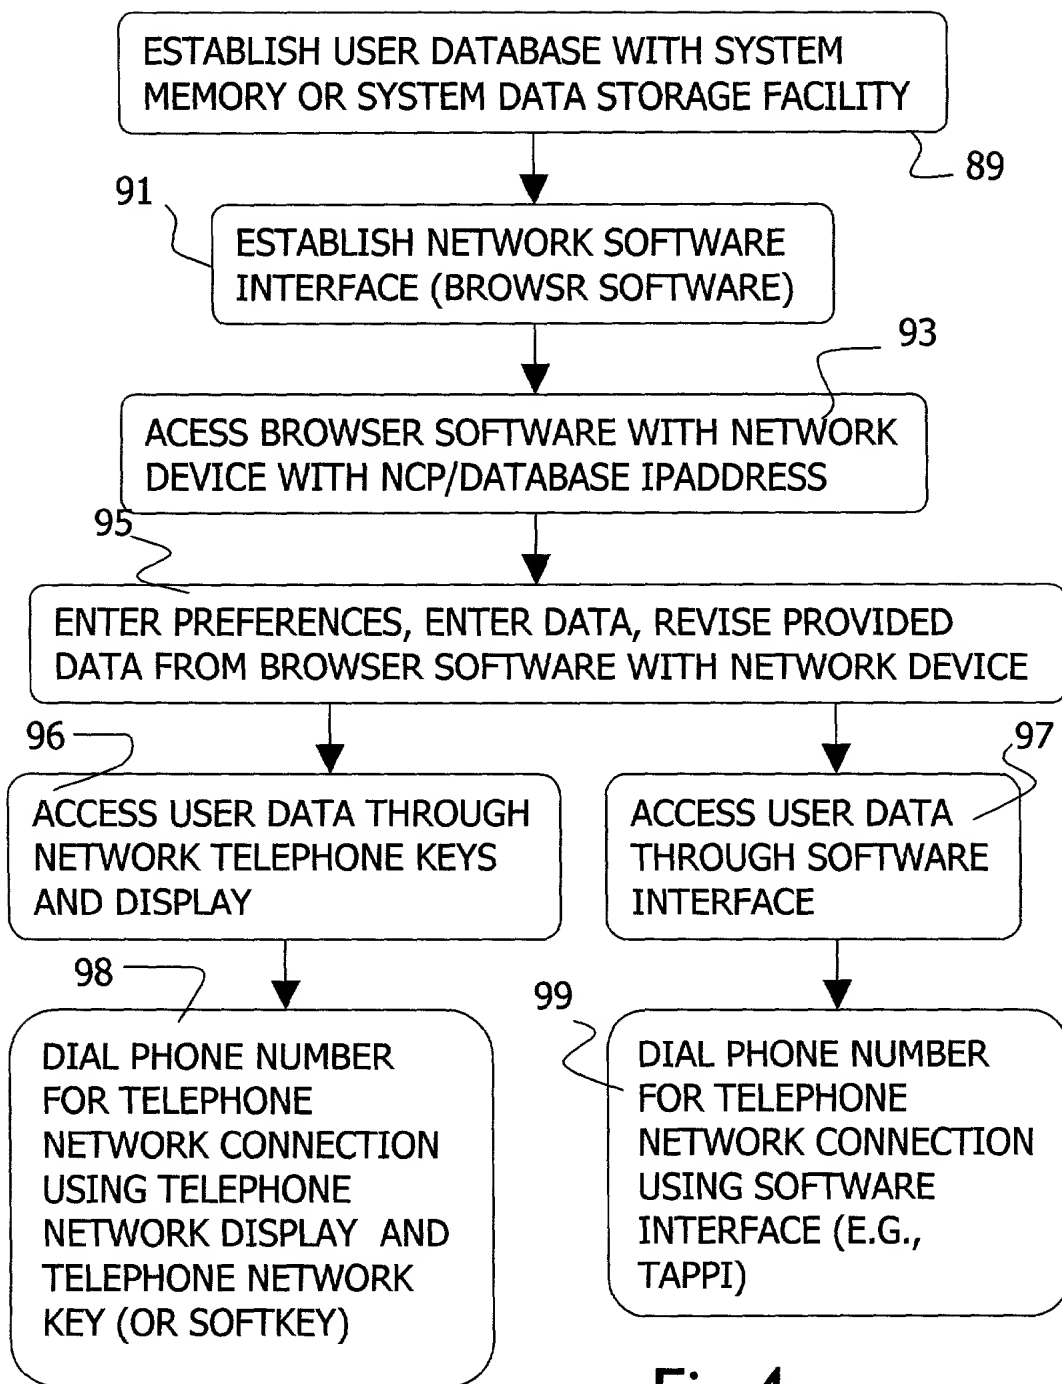 ESTABLISH USER DATABASE WITH SYSTEM
MEMORY OR SYSTEM DATA STORAGE FACILITY
89
91
ESTABLISH NETWORK SOFTWARE
INTERFACE (BROWSR SOFTWARE)
93
ACESS BROWSER SOFTWARE WITH NETWORK
DEVICE WITH NCP/DATABASE IPADDRESS
95
ENTER PREFERENCES, ENTER DATA, REVISE PROVIDED
DATA FROM BROWSER SOFTWARE WITH NETWORK DEVICE
96
ACCESS USER DATA THROUGH
NETWORK TELEPHONE KEYS
AND DISPLAY
97
ACCESS USER DATA
THROUGH SOFTWARE
INTERFACE
98
DIAL PHONE NUMBER
FOR TELEPHONE
NETWORK CONNECTION
USING TELEPHONE
NETWORK DISPLAY AND
TELEPHONE NETWORK
KEY (OR SOFTKEY)
99
DIAL PHONE NUMBER
FOR TELEPHONE
NETWORK CONNECTION
USING SOFTWARE
INTERFACE (E.G.,
TAPPI)